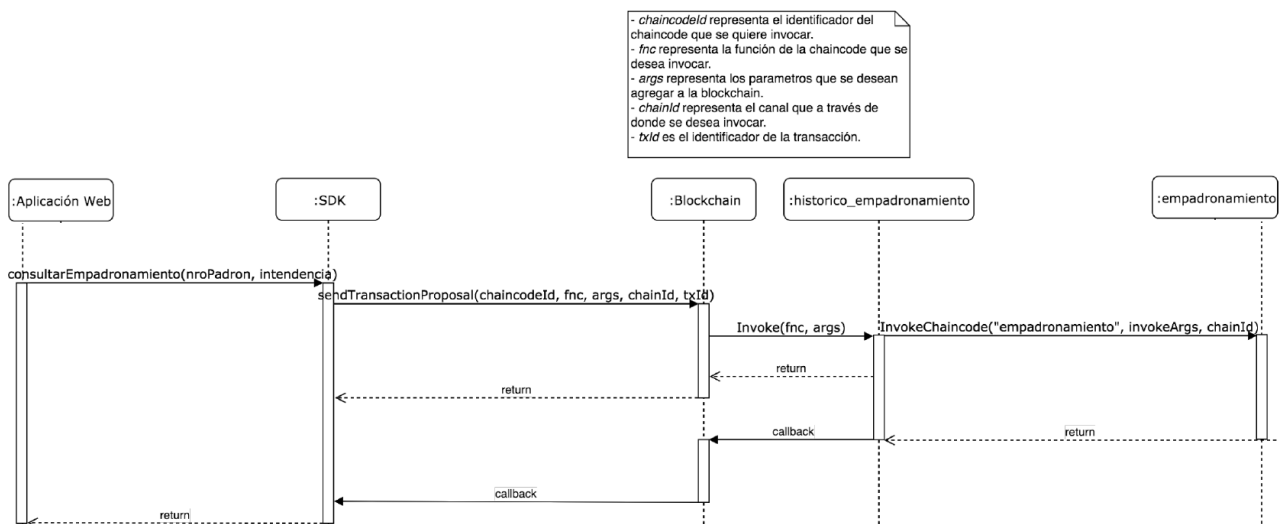 - chaincodeId representa el identificador del
chaincode que se quiere invocar.
- fnc representa la función de la chaincode que se
desea invocar.
- args representa los parametros que se desean
agregar a la blockchain.
- chainId representa el canal que a través de
donde se desea invocar.
- txId es el identificador de la transacción.
:Aplicación Web
:SDK
:Blockchain
:historico_empadronamiento
:empadronamiento
consultarEmpadronamiento(nroPadron, intendencia)
sendTransactionProposal(chaincodeId, fnc, args, chainId, txId)
Invoke(fnc, args)
InvokeChaincode("empadronamiento", invokeArgs, chainId)
return
return
callback
return
callback
return